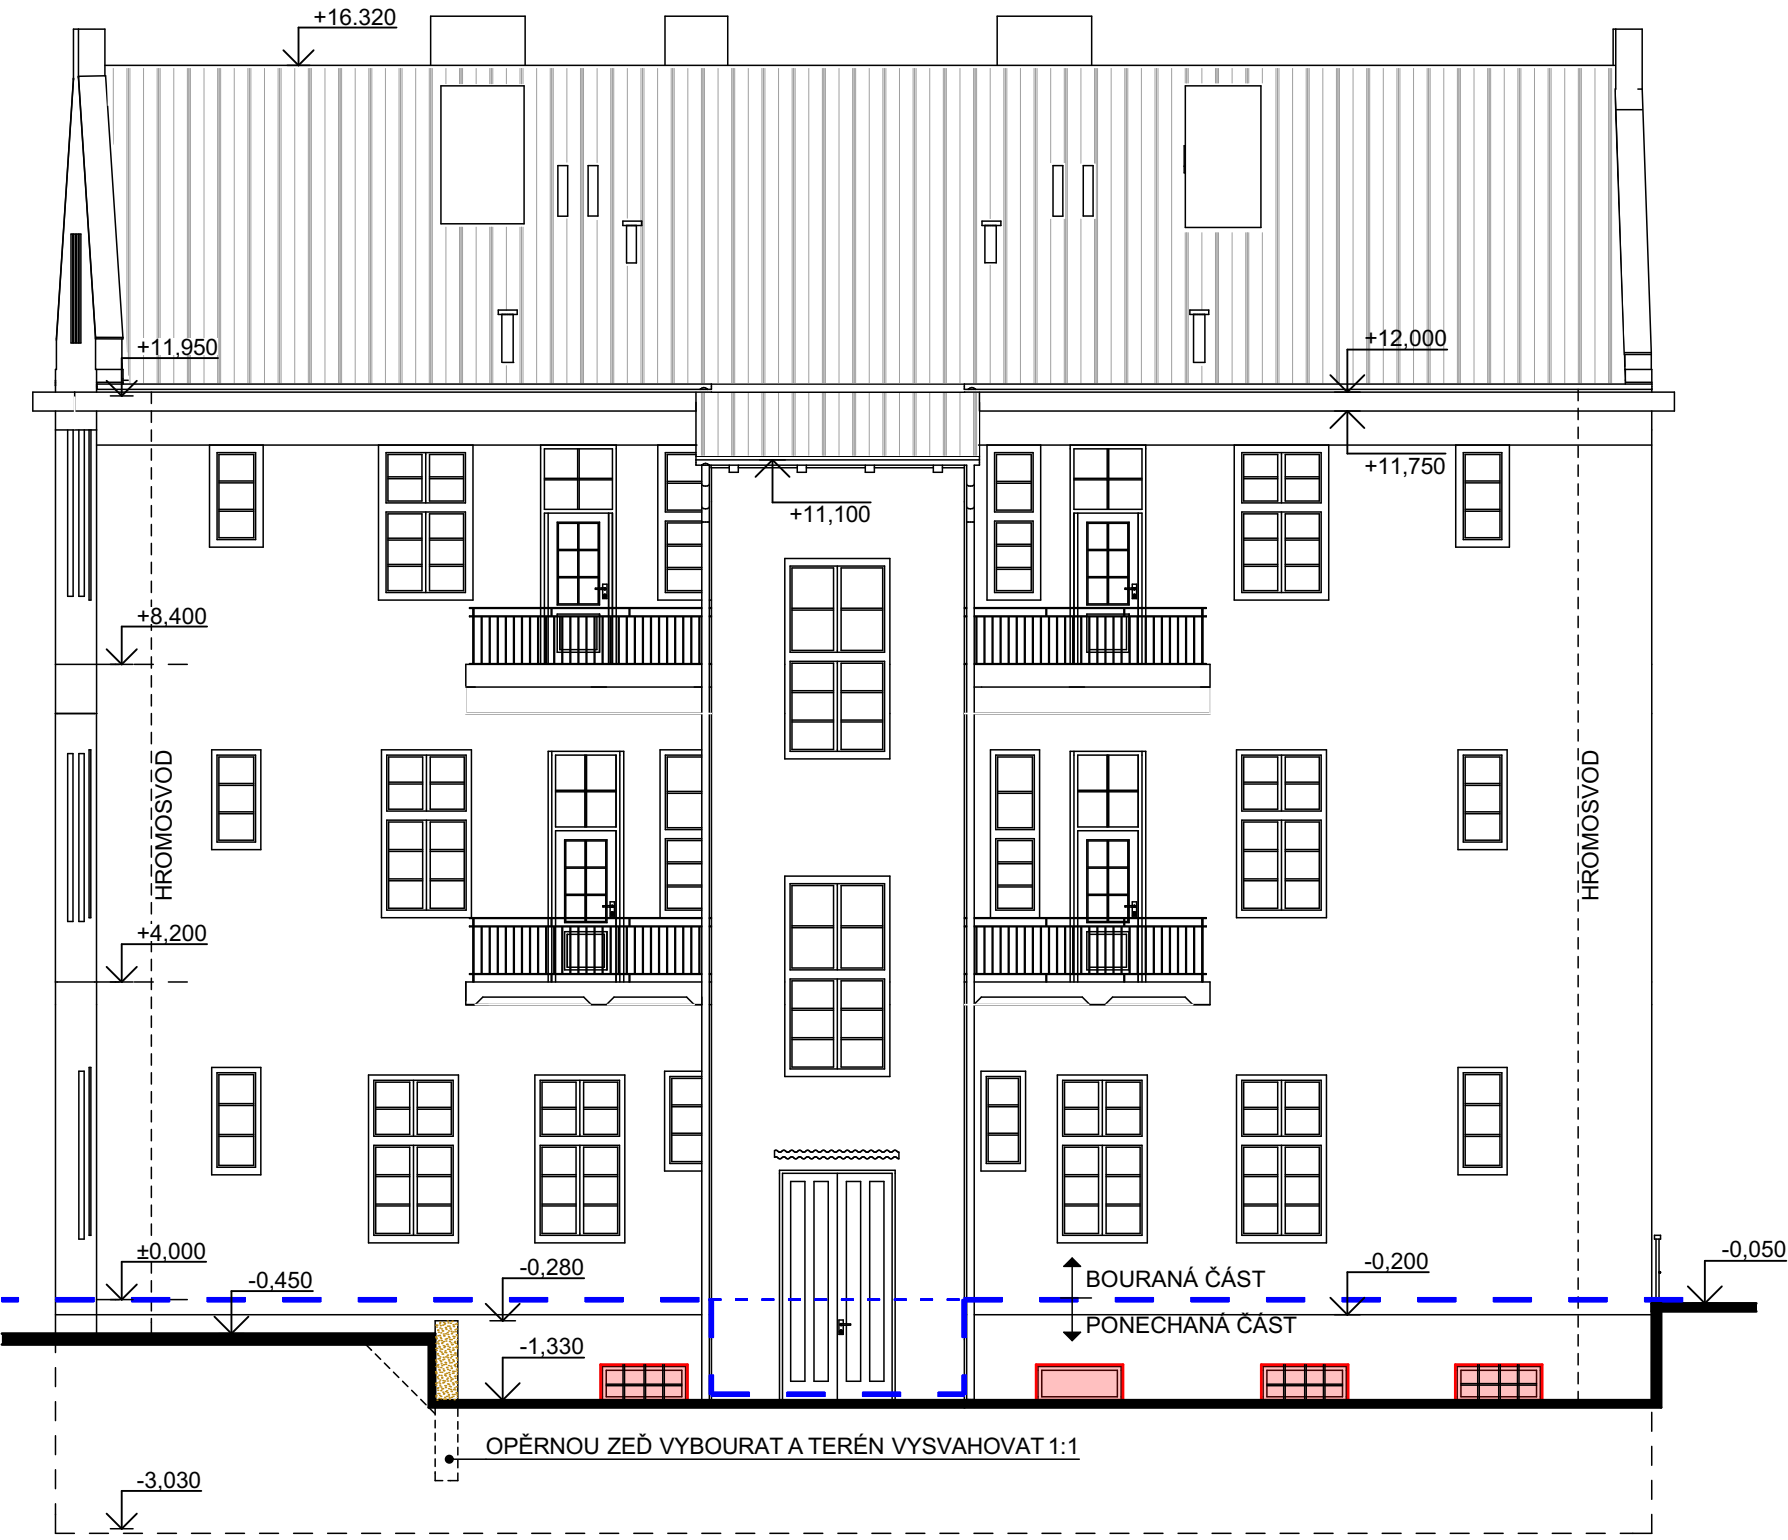 +16.320
+11,950
+12,000
+11,750
+11,100
+8,400
HROMOSVOD
HROMOSVOD
+4,200
±0,000
-0,450
-0,280
-0,200
-0,050
BOURANÁ ČÁST
PONECHANÁ ČÁST
-1,330
OPĚRNOU ZEĎ VYBOURAT A TERÉN VYSVAHOVAT 1:1
-3,030